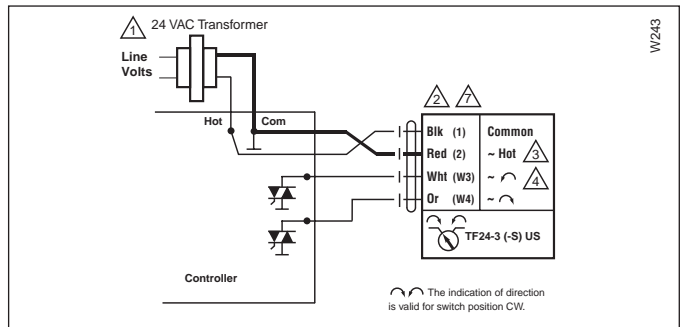 1 24 VAC Transformer
Line
Volts
Hot Com
2 7
Blk (1) Common
Red (2) ~ Hot 3
Wht (W3) ~ 4
Or (W4) ~
TF24-3 (-S) US
Controller
The indication of direction
is valid for switch position CW.
W243